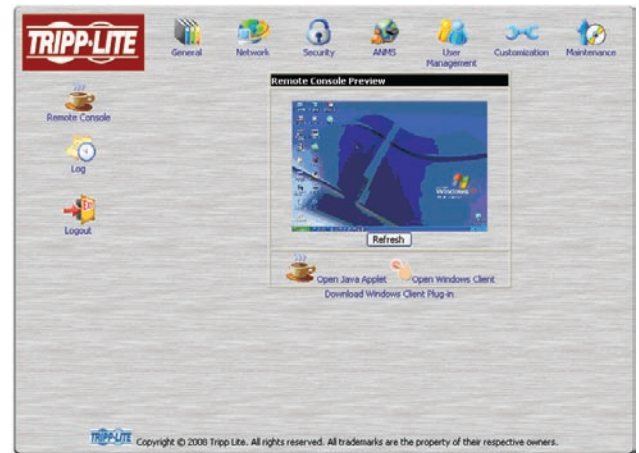 TRIPP·LITE
General
Network
Security
ANMS
User Management
Customization
Maintenance
Remote Console
Log
Exit
Logout
Remote Console Preview
Windows
Refresh
Open Java Applet
Open Windows Client
Download Windows Client Plug-in
TRIPP·LITE Copyright © 2008 Tripp Lite. All rights reserved. All trademarks are the property of their respective owners.